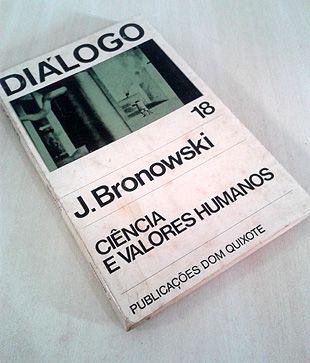 DIÁLOGO
18
J. Bronowski
CIÊNCIA
E VALORES HUMANOS
PUBLICAÇÕES DOM QUIXOTE